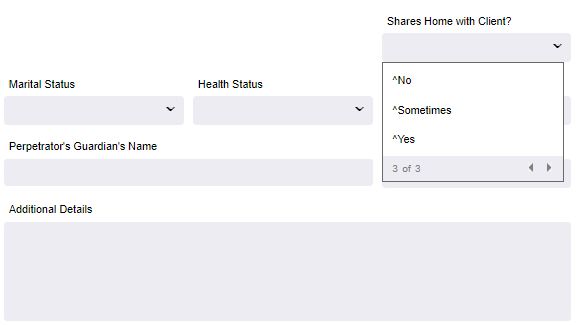 Shares Home with Client?
Marital Status
Health Status
^No
^Sometimes
^Yes
3 of 3
Perpetrator's Guardian's Name
Additional Details